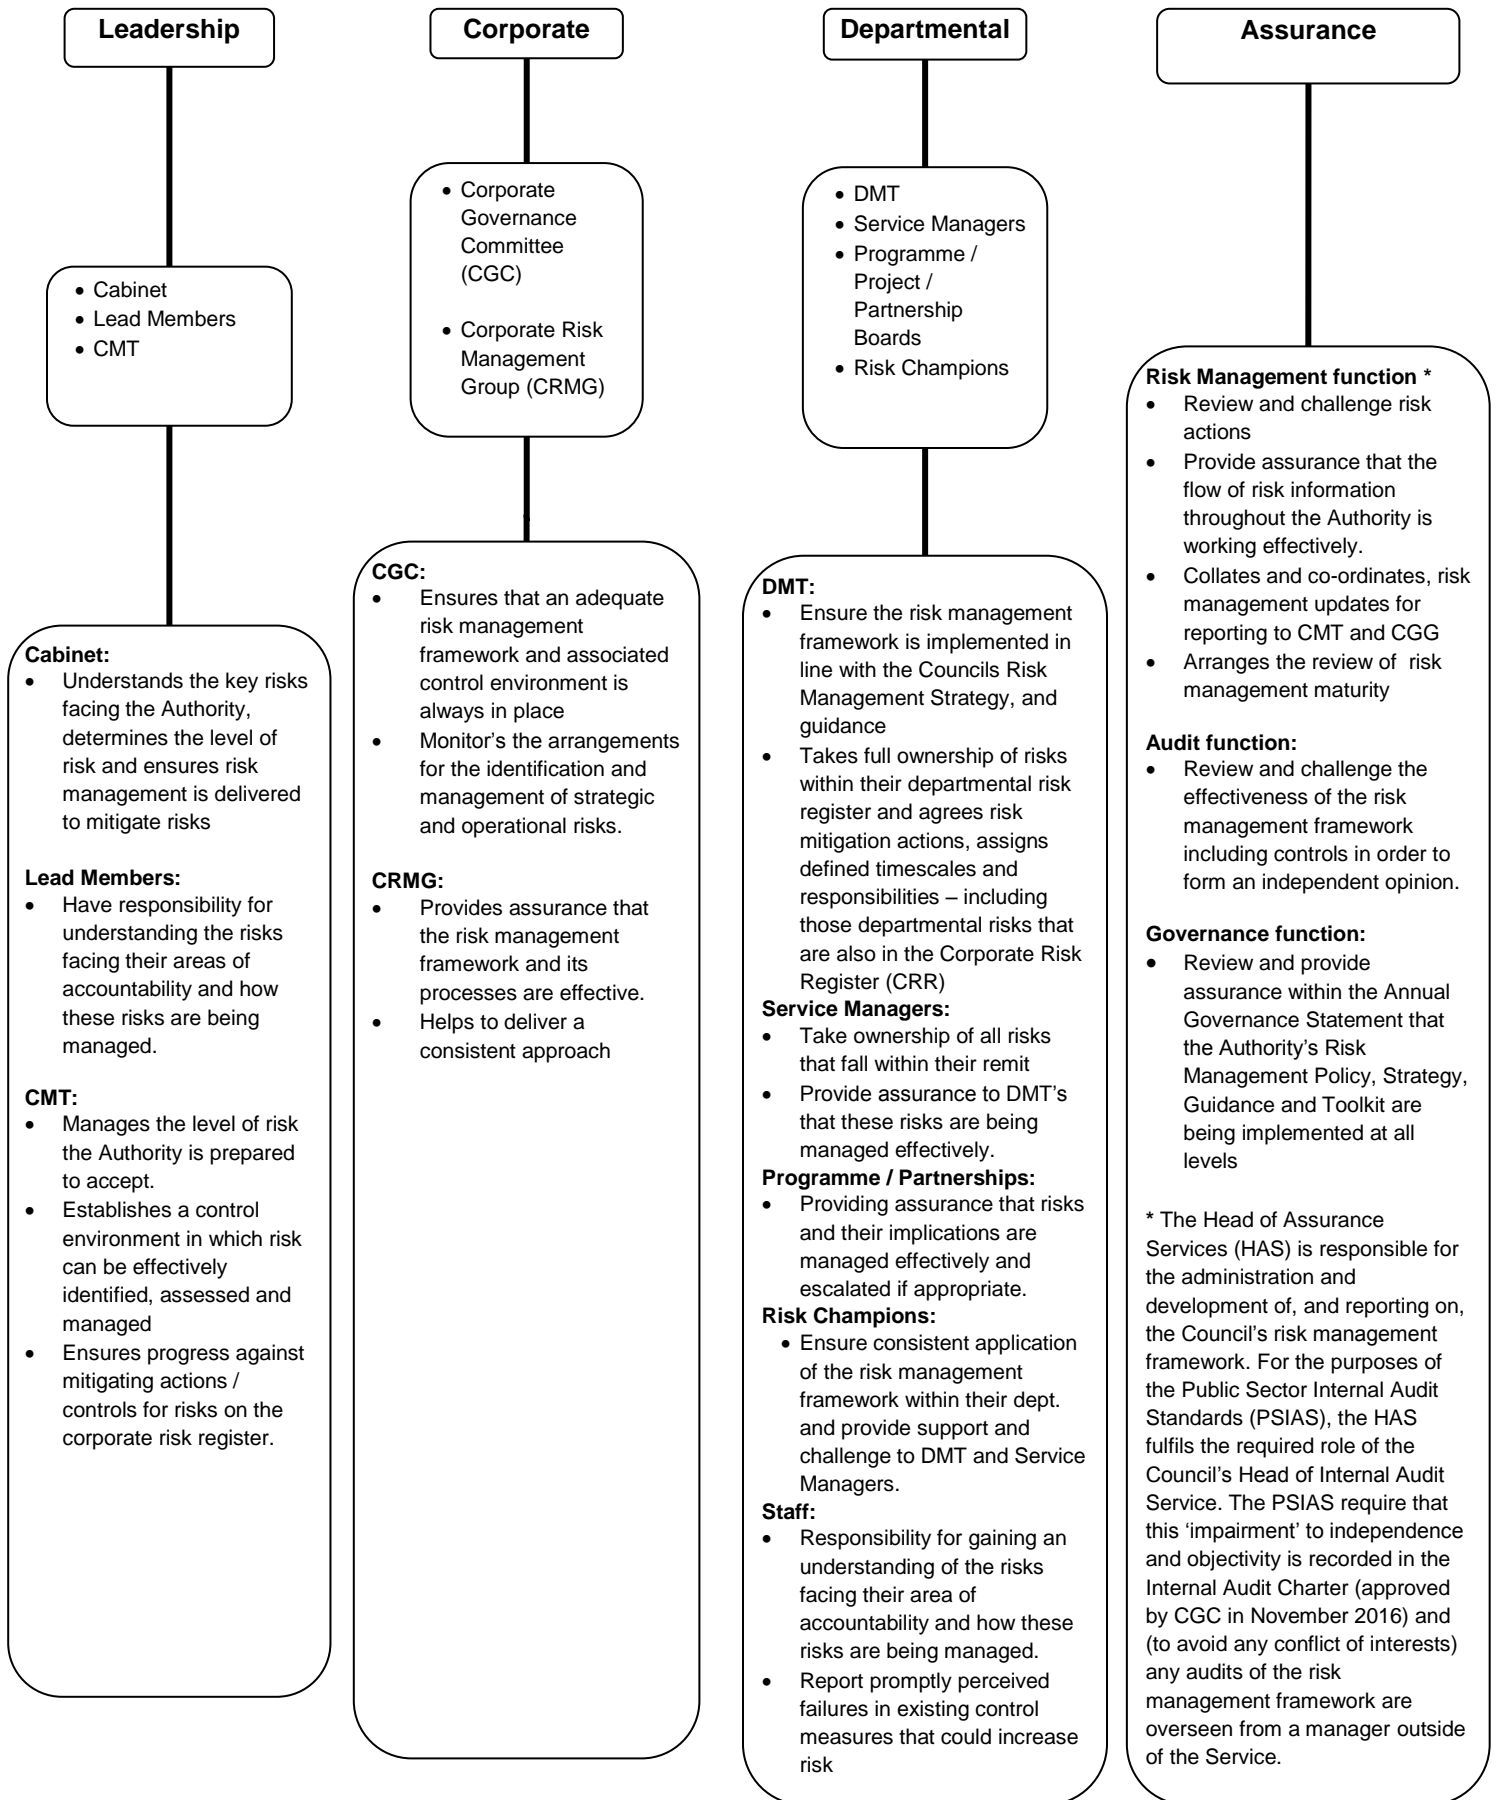 Leadership
Cabinet
Lead Members
CMT
Cabinet:
Understands the key risks
facing the Authority,
determines the level of
risk and ensures risk
management is delivered
to mitigate risks
Lead Members:
Have responsibility for
understanding the risks
facing their areas of
accountability and how
these risks are being
managed.
CMT:
Manages the level of risk
the Authority is prepared
to accept.
Establishes a control
environment in which risk
can be effectively
identified, assessed and
managed
Ensures progress against
mitigating actions /
controls for risks on the
corporate risk register.
Corporate
Corporate
Governance
Committee
(CGC)
Corporate Risk
Management
Group (CRMG)
CGC:
Ensures that an adequate
risk management
framework and associated
control environment is
always in place
Monitor's the arrangements
for the identification and
management of strategic
and operational risks.
CRMG:
Provides assurance that
the risk management
framework and its
processes are effective.
Helps to deliver a
consistent approach
Departmental
DMT
Service Managers
Programme /
Project /
Partnership
Boards
Risk Champions
DMT:
Ensure the risk management
framework is implemented in
line with the Councils Risk
Management Strategy, and
guidance
Takes full ownership of risks
within their departmental risk
register and agrees risk
mitigation actions, assigns
defined timescales and
responsibilities – including
those departmental risks that
are also in the Corporate Risk
Register (CRR)
Service Managers:
Take ownership of all risks
that fall within their remit
Provide assurance to DMT's
that these risks are being
managed effectively.
Programme / Partnerships:
Providing assurance that risks
and their implications are
managed effectively and
escalated if appropriate.
Risk Champions:
Ensure consistent application
of the risk management
framework within their dept.
and provide support and
challenge to DMT and Service
Managers.
Staff:
Responsibility for gaining an
understanding of the risks
facing their area of
accountability and how these
risks are being managed.
Report promptly perceived
failures in existing control
measures that could increase
risk
Assurance
Risk Management function *
Review and challenge risk
actions
Provide assurance that the
flow of risk information
throughout the Authority is
working effectively.
Collates and co-ordinates, risk
management updates for
reporting to CMT and CGG
Arranges the review of risk
management maturity
Audit function:
Review and challenge the
effectiveness of the risk
management framework
including controls in order to
form an independent opinion.
Governance function:
Review and provide
assurance within the Annual
Governance Statement that
the Authority's Risk
Management Policy, Strategy,
Guidance and Toolkit are
being implemented at all
levels
* The Head of Assurance
Services (HAS) is responsible for
the administration and
development of, and reporting on,
the Council's risk management
framework. For the purposes of
the Public Sector Internal Audit
Standards (PSIAS), the HAS
fulfils the required role of the
Council's Head of Internal Audit
Service. The PSIAS require that
this 'impairment' to independence
and objectivity is recorded in the
Internal Audit Charter (approved
by CGC in November 2016) and
(to avoid any conflict of interests)
any audits of the risk
management framework are
overseen from a manager outside
of the Service.